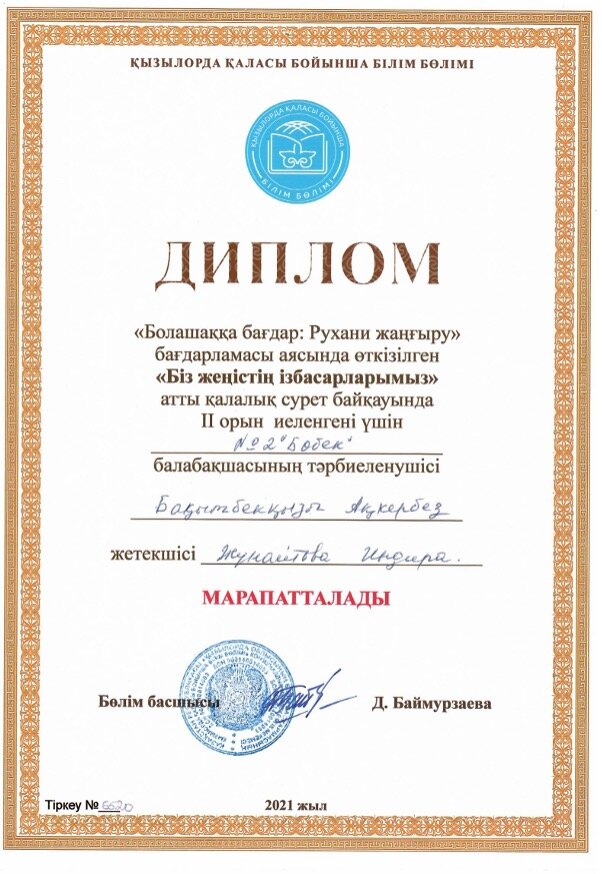 ҚЫЗЫЛОРДА ҚАЛАСЫ БОЙЫНША БІЛІМ БӨЛІМІ
ҚЫЗЫЛОРДА ҚАЛАСЫ БОЙЫНША
БІЛІМ БӨЛІМІ
ДИПЛОМ
«Болашаққа бағдар: Рухани жаңғыру»
бағдарламасы аясында өткізілген
«Біз жеңістің ізбасарларымыз»
атты қалалық сурет байқауында
II орын иеленгені үшін
№2 "Бөбек"
балабақшасының тәрбиеленушісі
Бақытбекқызы Ақкербез
жетекшісі Жунаитова Индира.
МАРАПАТТАЛАДЫ
Бөлім басшысы Д. Баймурзаева
Тіркеу № 5520
2021 жыл